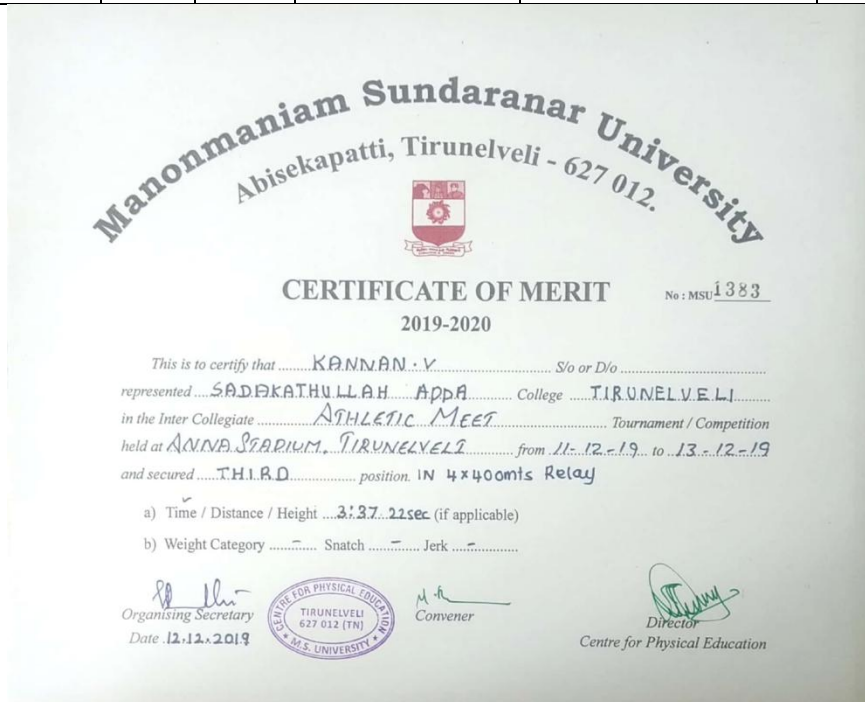 Manonmaniam Sundaranar University
Abisekapatti, Tirunelveli - 627 012.
CERTIFICATE OF MERIT
No : MSU 1383
2019-2020
This is to certify that ........KANNAN . V........ S/o or D/o ........
represented ....SADAKATHULLAH APPA.... College ....TIRUNELVELI....
in the Inter Collegiate ........ATHLETIC MEET........ Tournament / Competition
held at ANNA STADIUM, TIRUNELVELI ........ from 11-12-19 to 13-12-19
and secured .....THIRD............. position. IN 4x400mts Relay
a) Time / Distance / Height ....3:37.22sec (if applicable)
b) Weight Category ....-.... Snatch ....-.... Jerk ....-....
Organising Secretary
Date 12.12.2019
CENTRE FOR PHYSICAL EDUCATION
TIRUNELVELI
627 012 (TN)
★ M.S. UNIVERSITY ★
Convener
Director
Centre for Physical Education